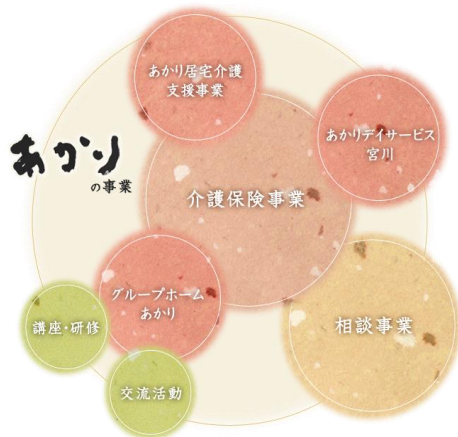 あかり
の事業
あかり居宅介護
支援事業
あかりデイサービス
宮川
介護保険事業
グループホーム
あかり
相談事業
講座・研修
交流活動